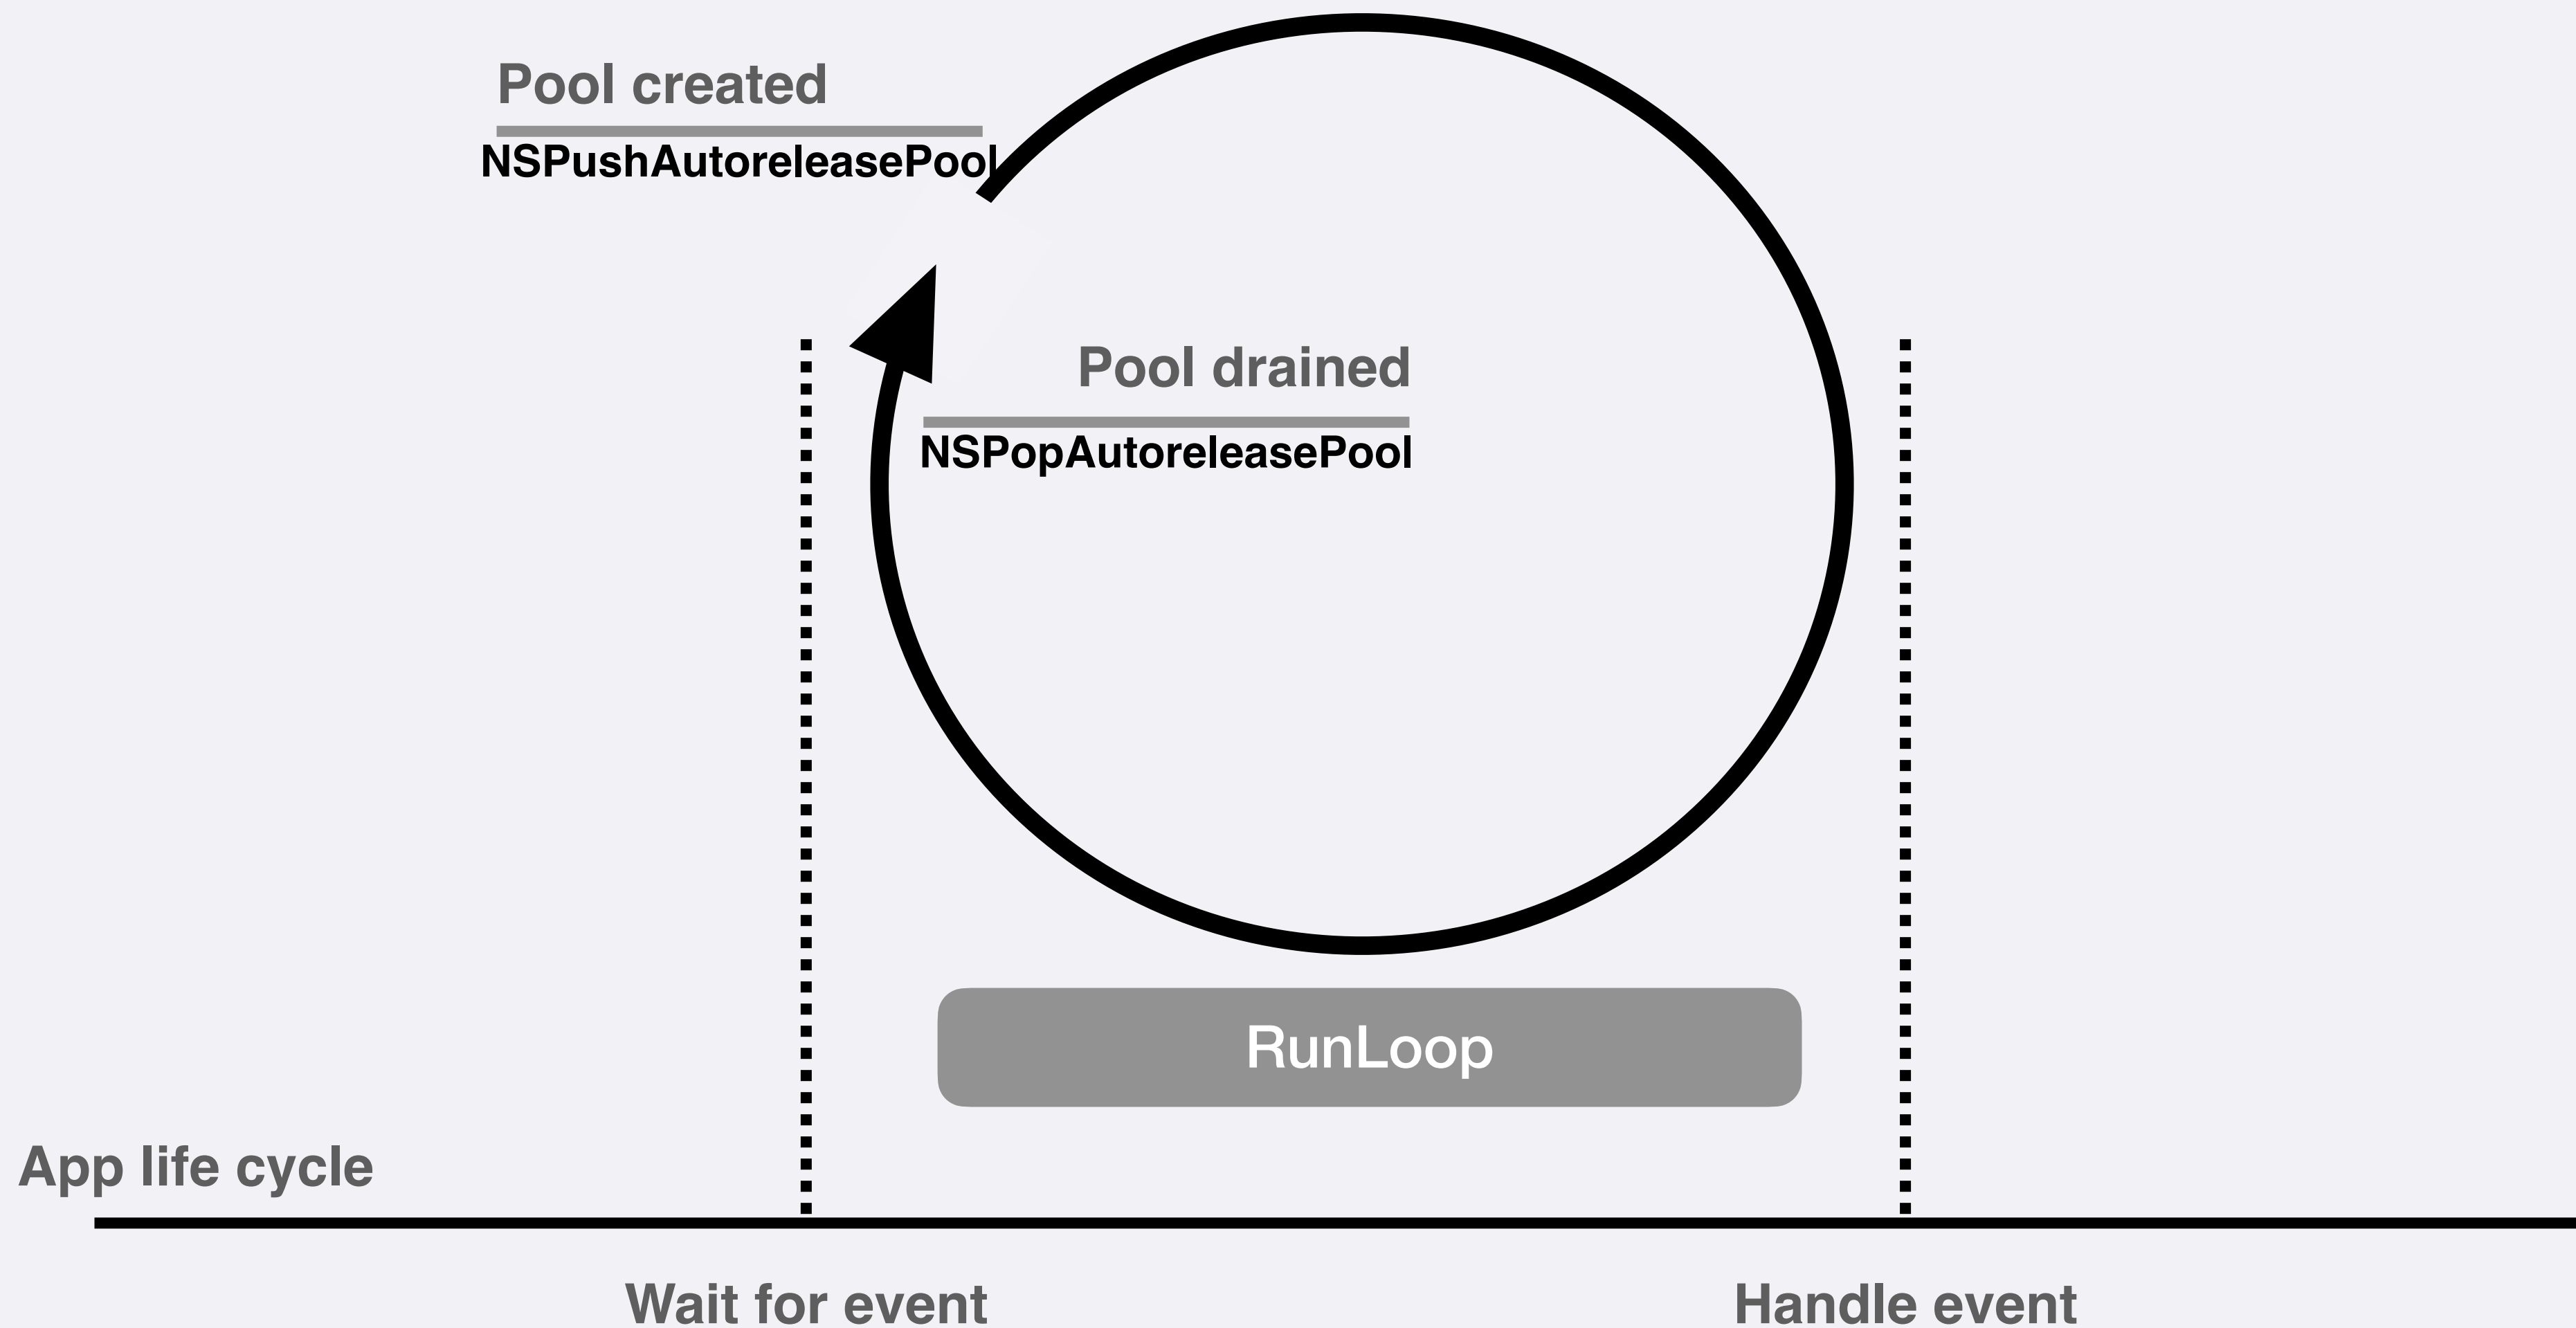 Pool created
NSPushAutoreleasePool
Pool drained
NSPopAutoreleasePool
RunLoop
App life cycle
Wait for event
Handle event